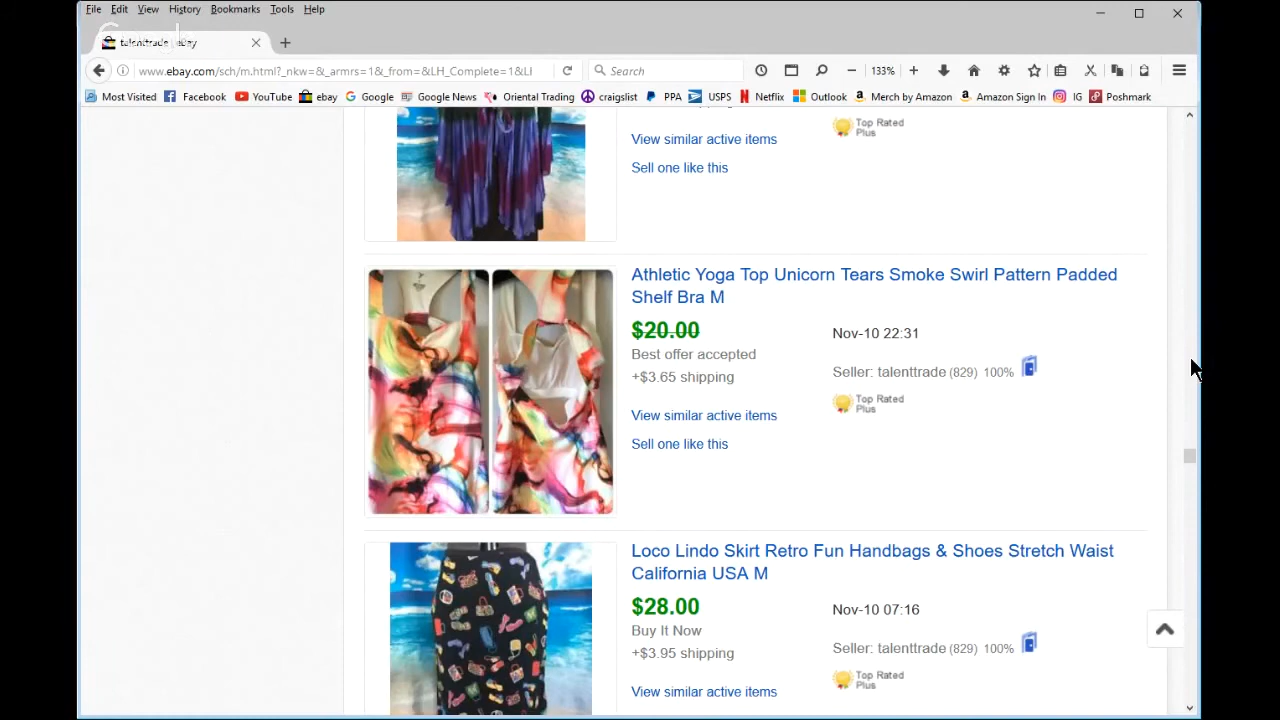 File Edit View History Bookmarks Tools Help
talenttrade | eBay
www.ebay.com/sch/m.html?_nkw=&_armrs=1&_from=&LH_Complete=1&LI
Search
133%
Most Visited Facebook YouTube ebay Google Google News Oriental Trading craigslist PPA USPS Netflix Outlook Merch by Amazon Amazon Sign In IG Poshmark
View similar active items
Sell one like this
Top Rated
Plus
Athletic Yoga Top Unicorn Tears Smoke Swirl Pattern Padded
Shelf Bra M
$20.00
Best offer accepted
+$3.65 shipping
View similar active items
Sell one like this
Nov-10 22:31
Seller: talenttrade (829) 100%
Top Rated
Plus
Loco Lindo Skirt Retro Fun Handbags & Shoes Stretch Waist
California USA M
$28.00
Buy It Now
+$3.95 shipping
View similar active items
Nov-10 07:16
Seller: talenttrade (829) 100%
Top Rated
Plus